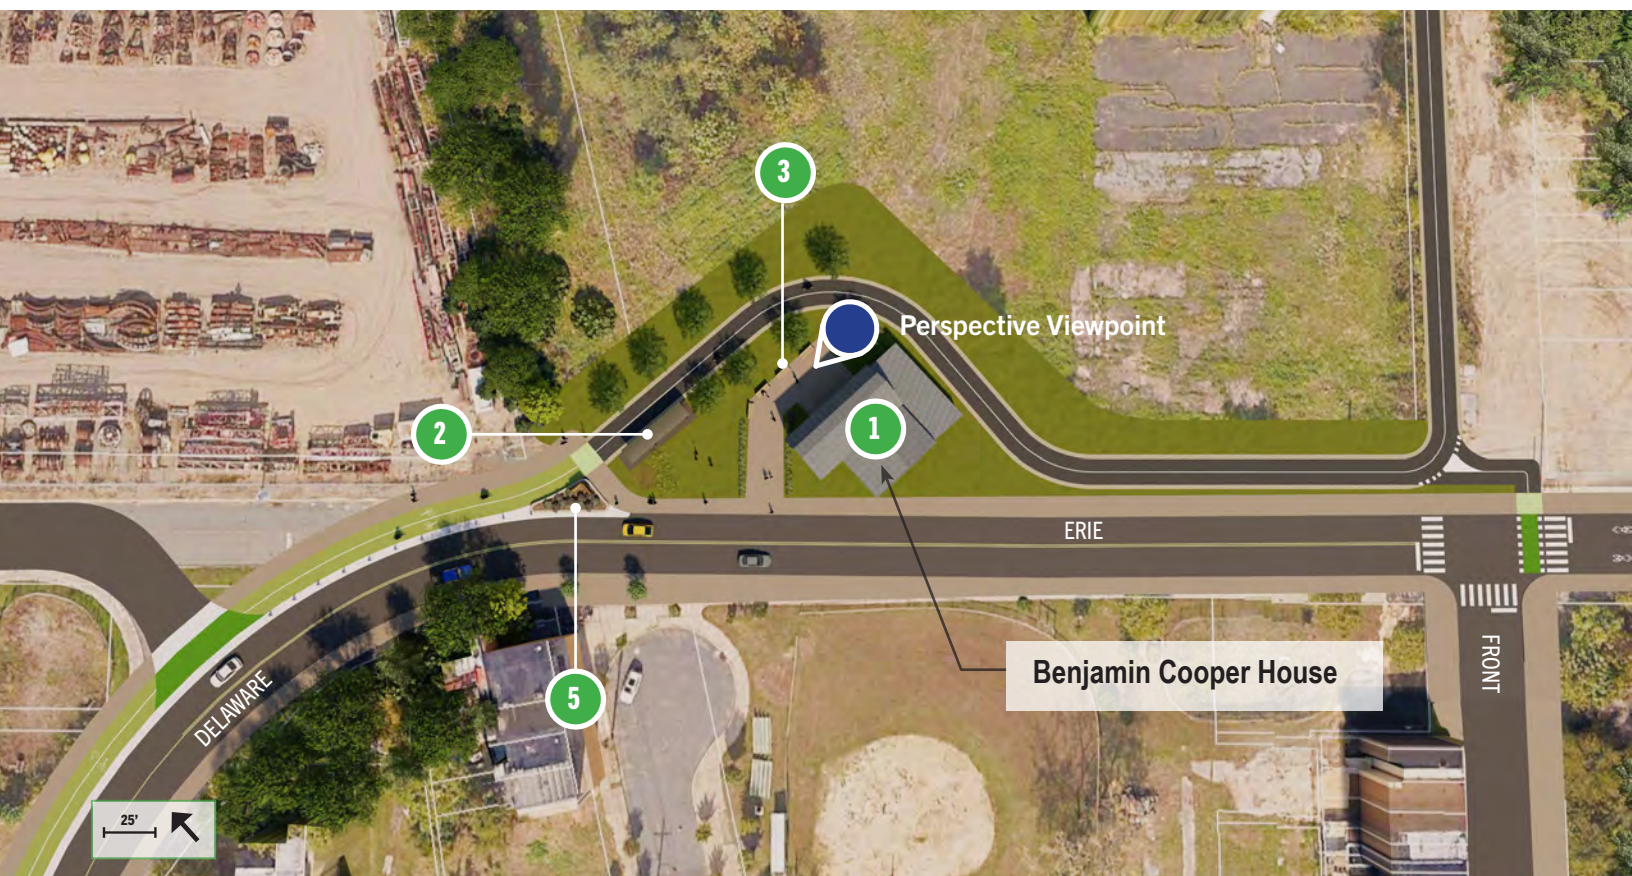 3
Perspective Viewpoint
2
1
ERIE
Benjamin Cooper House
FRONT
5
DELAWARE
25'